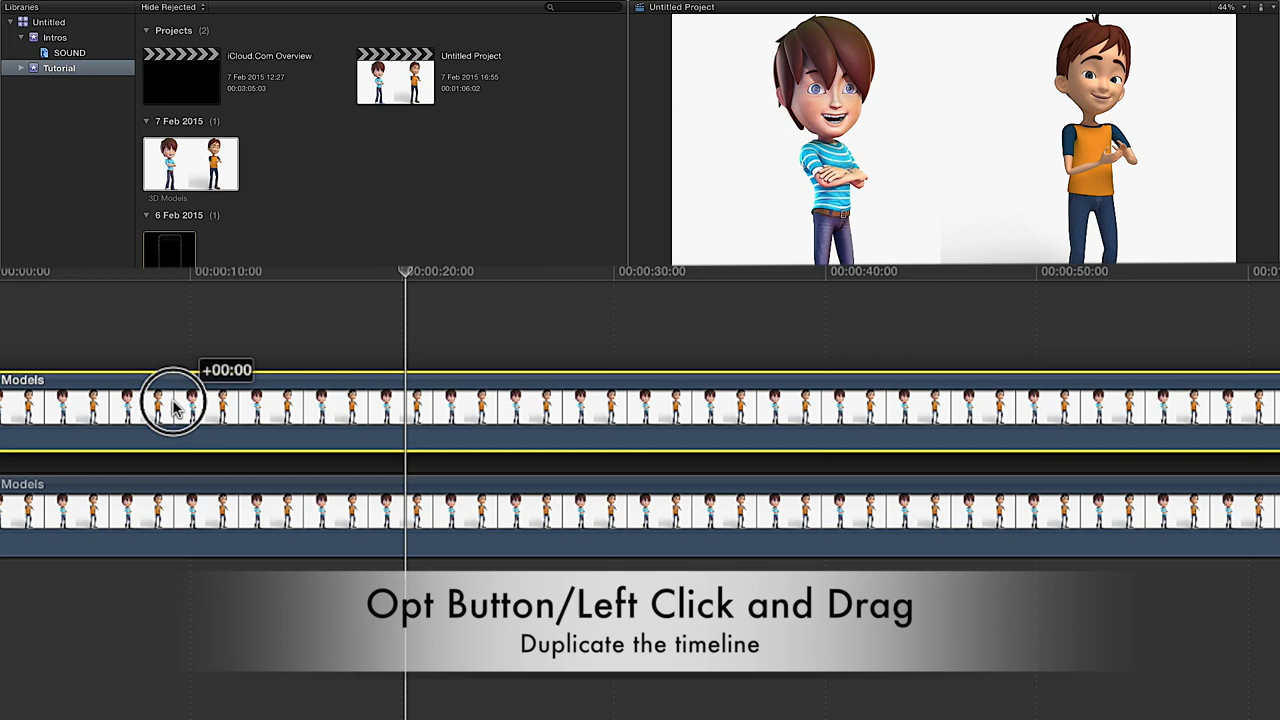 Libraries
Hide Rejected
Untitled Project
44%
Untitled
Intros
SOUND
Tutorial
Projects (2)
iCloud.Com Overview
7 Feb 2015 12:27
00:03:05:03
Untitled Project
7 Feb 2015 16:55
00:01:06:02
7 Feb 2015 (1)
3D Models
6 Feb 2015 (1)
00:00:00
00:00:10:00
00:00:20:00
00:00:30:00
00:00:40:00
00:00:50:00
+00:00
Models
Models
Opt Button/Left Click and Drag
Duplicate the timeline